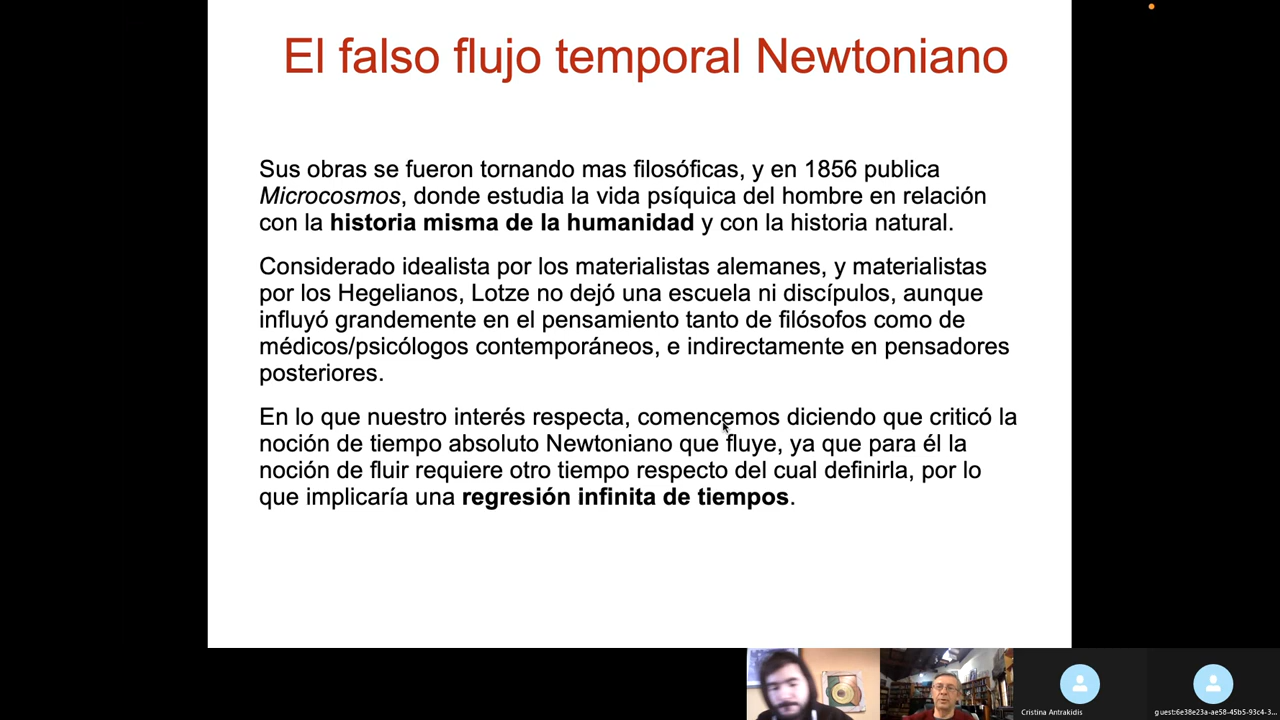 El falso flujo temporal Newtoniano
Sus obras se fueron tornando mas filosóficas, y en 1856 publica
Microcosmos, donde estudia la vida psíquica del hombre en relación
con la historia misma de la humanidad y con la historia natural.
Considerado idealista por los materialistas alemanes, y materialistas
por los Hegelianos, Lotze no dejó una escuela ni discípulos, aunque
influyó grandemente en el pensamiento tanto de filósofos como de
médicos/psicólogos contemporáneos, e indirectamente en pensadores
posteriores.
En lo que nuestro interés respecta, comencemos diciendo que criticó la
noción de tiempo absoluto Newtoniano que fluye, ya que para él la
noción de fluir requiere otro tiempo respecto del cual definirla, por lo
que implicaría una regresión infinita de tiempos.
Cristina Antrakidis
guest:6e38e23a-ae58-45b5-93c4-3...